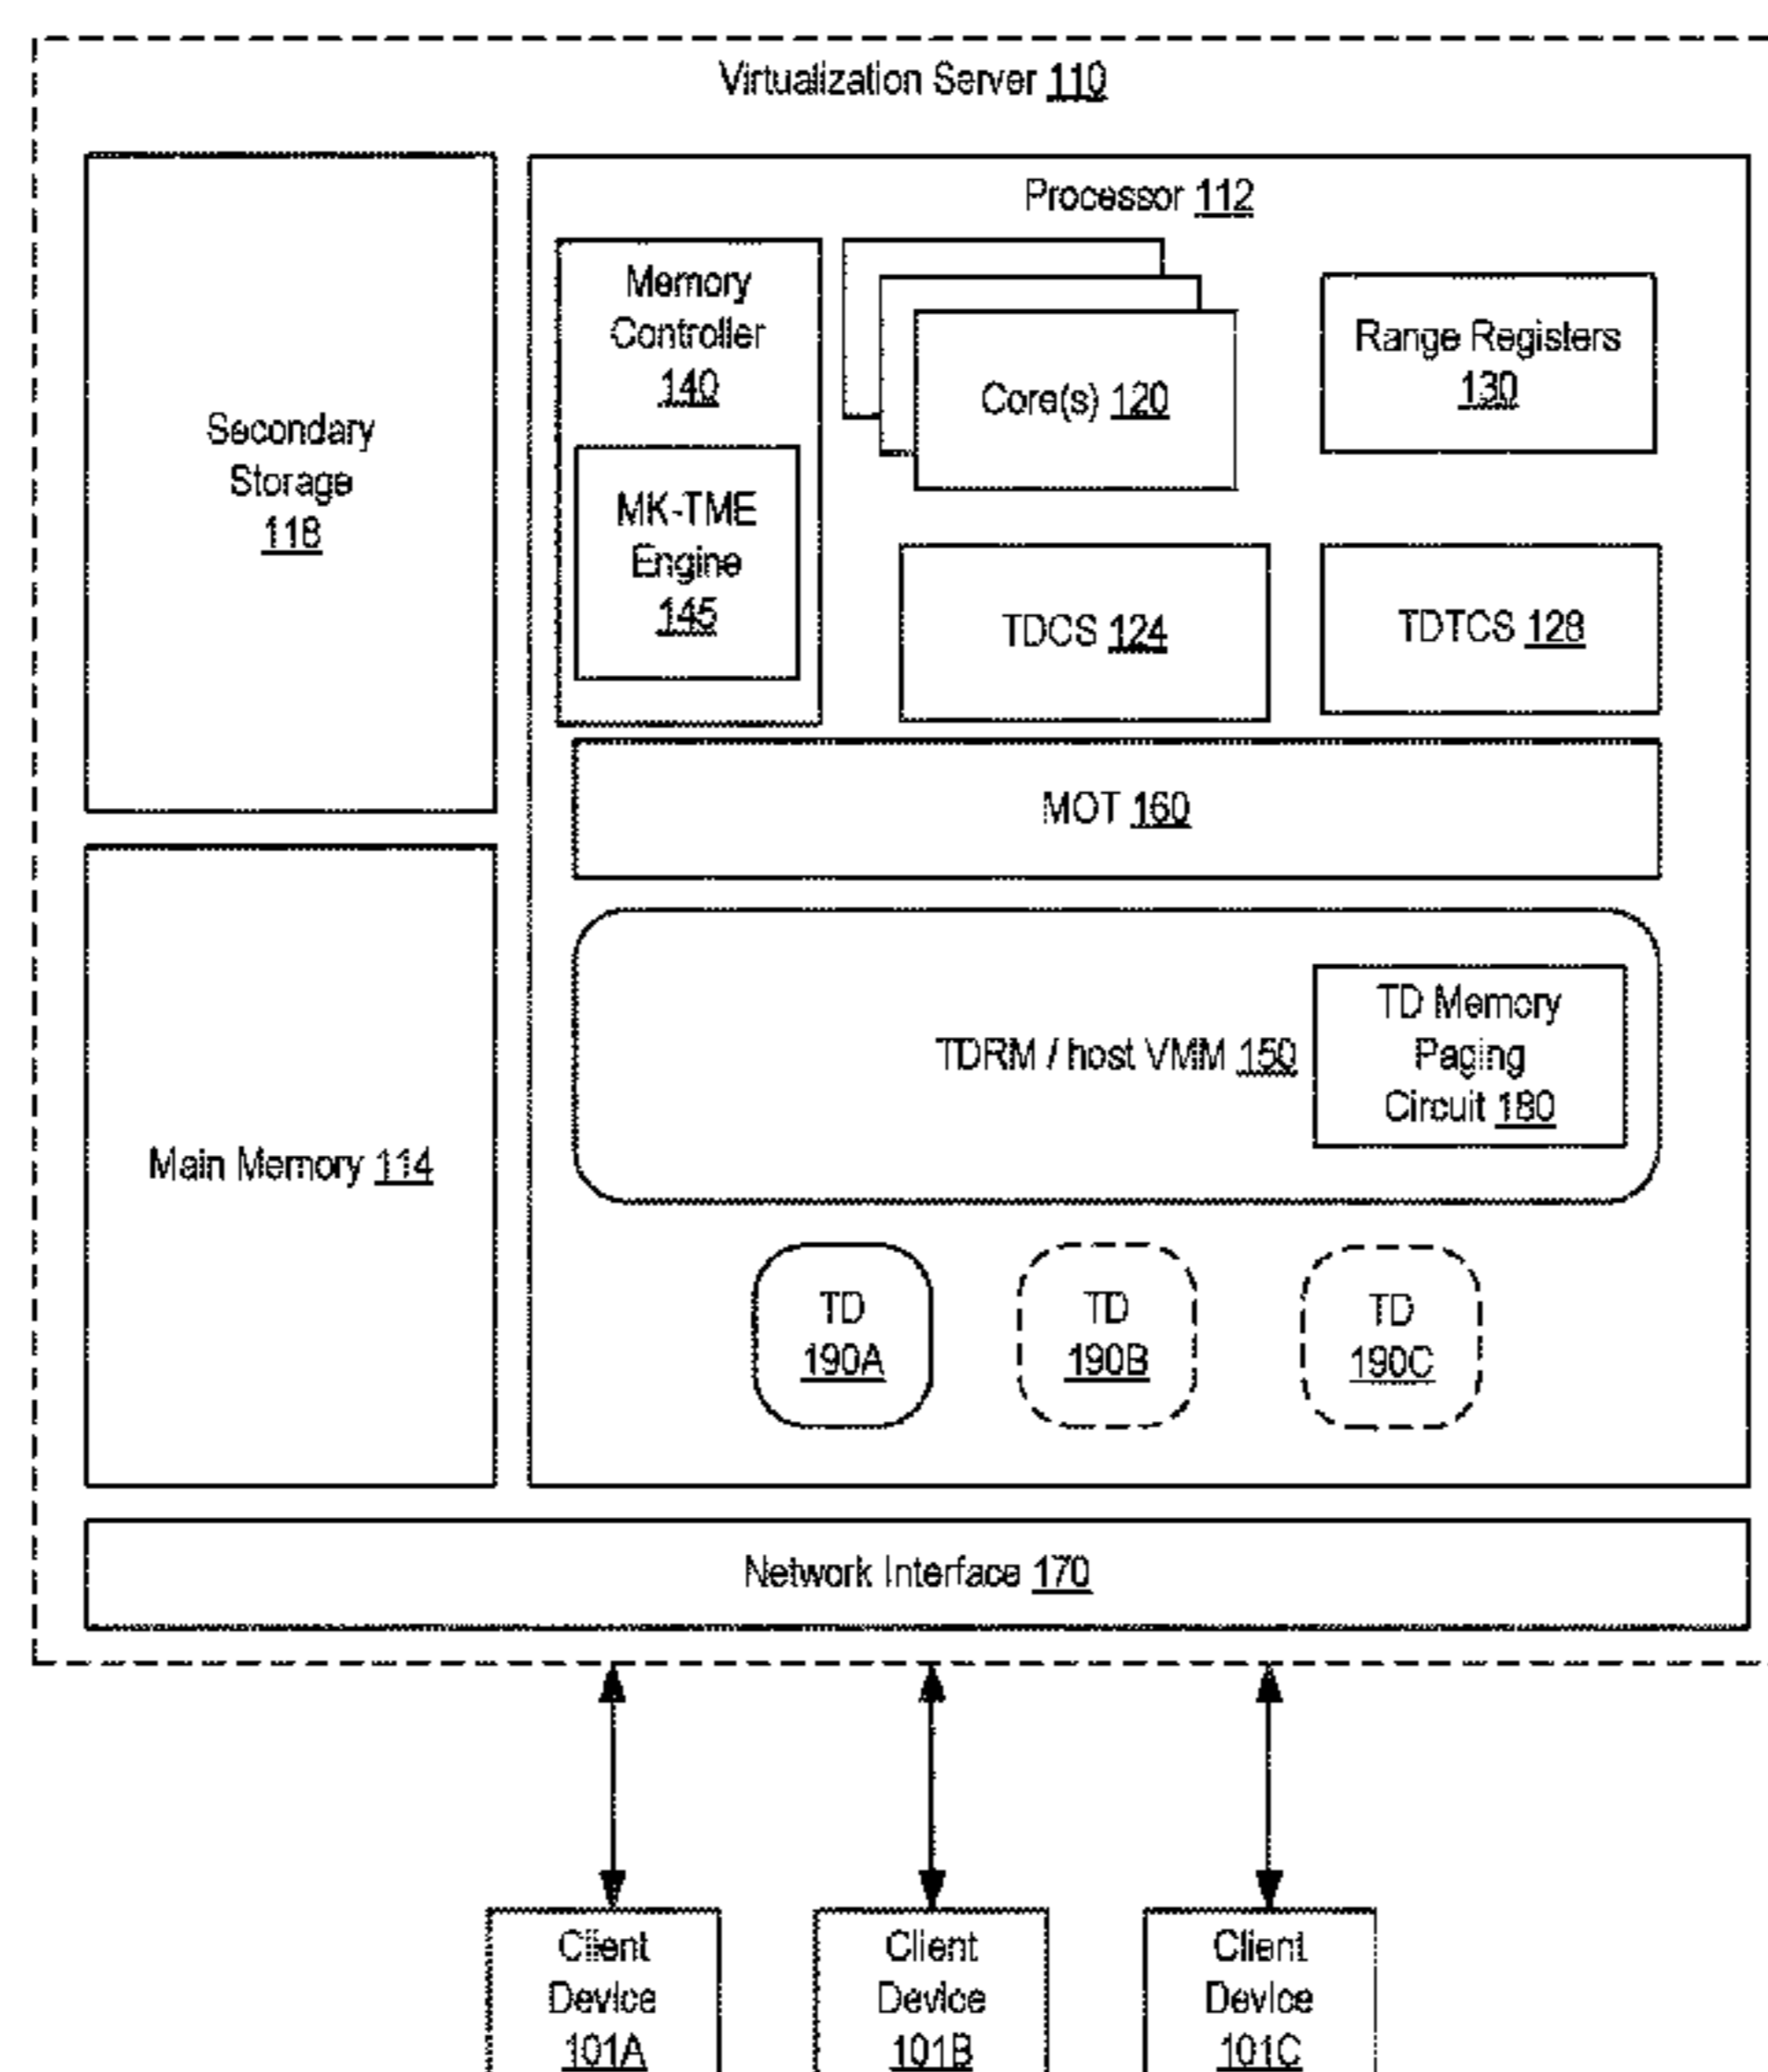 Virtualization Server 110
Secondary
Storage
118
Processor 112
Memory
Controller
140
MK-TME
Engine
145
Core(s) 120
Range Registers
130
TDCS 124
TDTCS 128
MOT 160
Main Memory 114
TDRM / host VMM 150
TD Memory
Paging
Circuit 180
TD
190A
TD
190B
TD
190C
Network Interface 170
Client
Device
101A
Client
Device
101B
Client
Device
101C